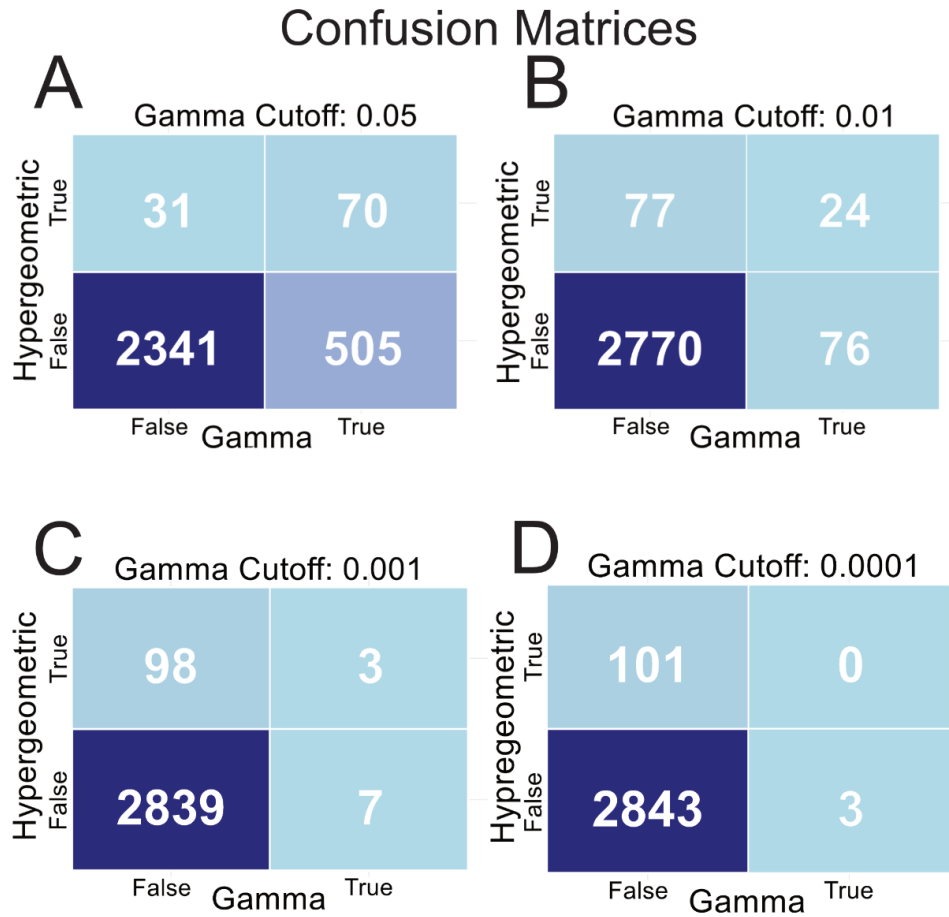 Confusion Matrices
A
Gamma Cutoff: 0.05
Hypergeometric
True
31 70
False
2341 505
False True
Gamma
B
Gamma Cutoff: 0.01
Hypergeometric
True
77 24
False
2770 76
False True
Gamma
C
Gamma Cutoff: 0.001
Hypergeometric
True
98 3
False
2839 7
False True
Gamma
D
Gamma Cutoff: 0.0001
Hypregeometric
True
101 0
False
2843 3
False True
Gamma